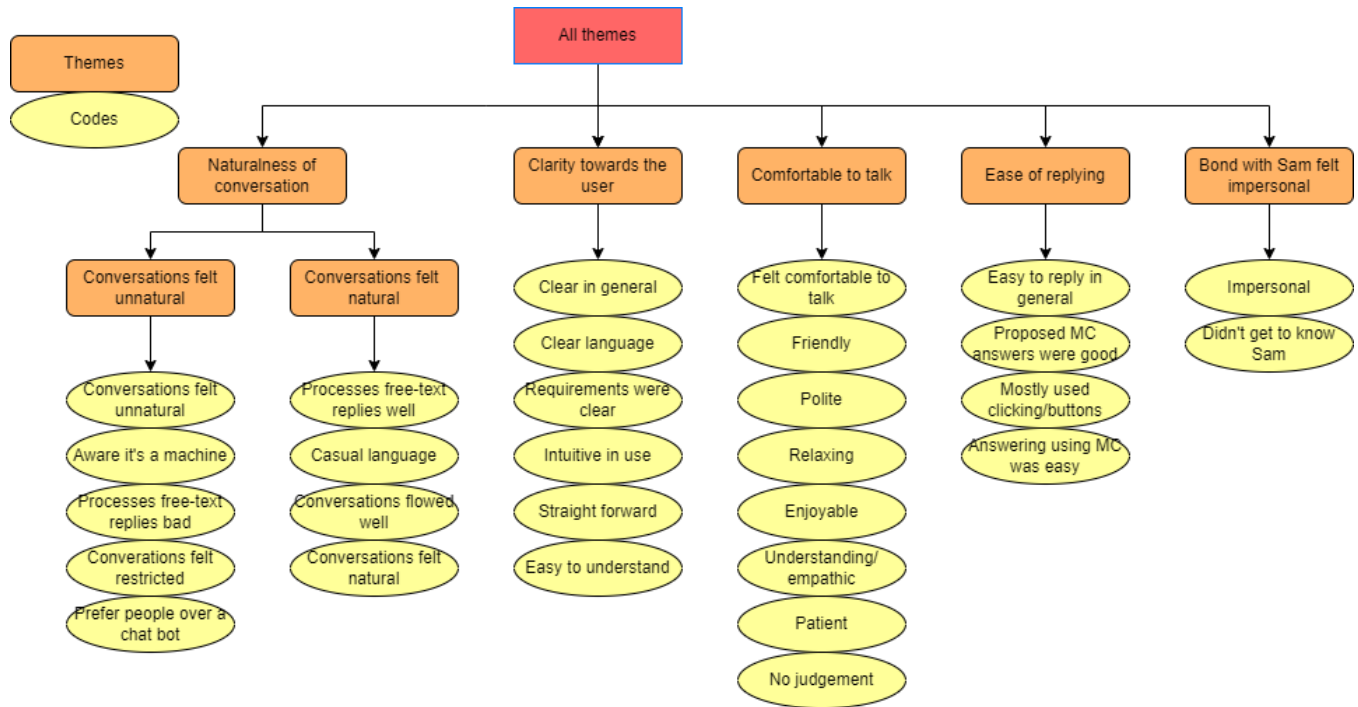 All themes
Themes
Codes
Naturalness of
conversation
Clarity towards the
user
Comfortable to talk
Ease of replying
Bond with Sam felt
impersonal
Conversations felt
unnatural
Conversations felt
natural
Conversations felt
unnatural
Aware it's a machine
Processes free-text
replies bad
Converations felt
restricted
Prefer people over a
chat bot
Processes free-text
replies well
Casual language
Conversations flowed
well
Conversations felt
natural
Clear in general
Clear language
Requirements were
clear
Intuitive in use
Straight forward
Easy to understand
Felt comfortable to
talk
Friendly
Polite
Relaxing
Enjoyable
Understanding/
empathic
Patient
No judgement
Easy to reply in
general
Proposed MC
answers were good
Mostly used
clicking/buttons
Answering using MC
was easy
Impersonal
Didn't get to know
Sam